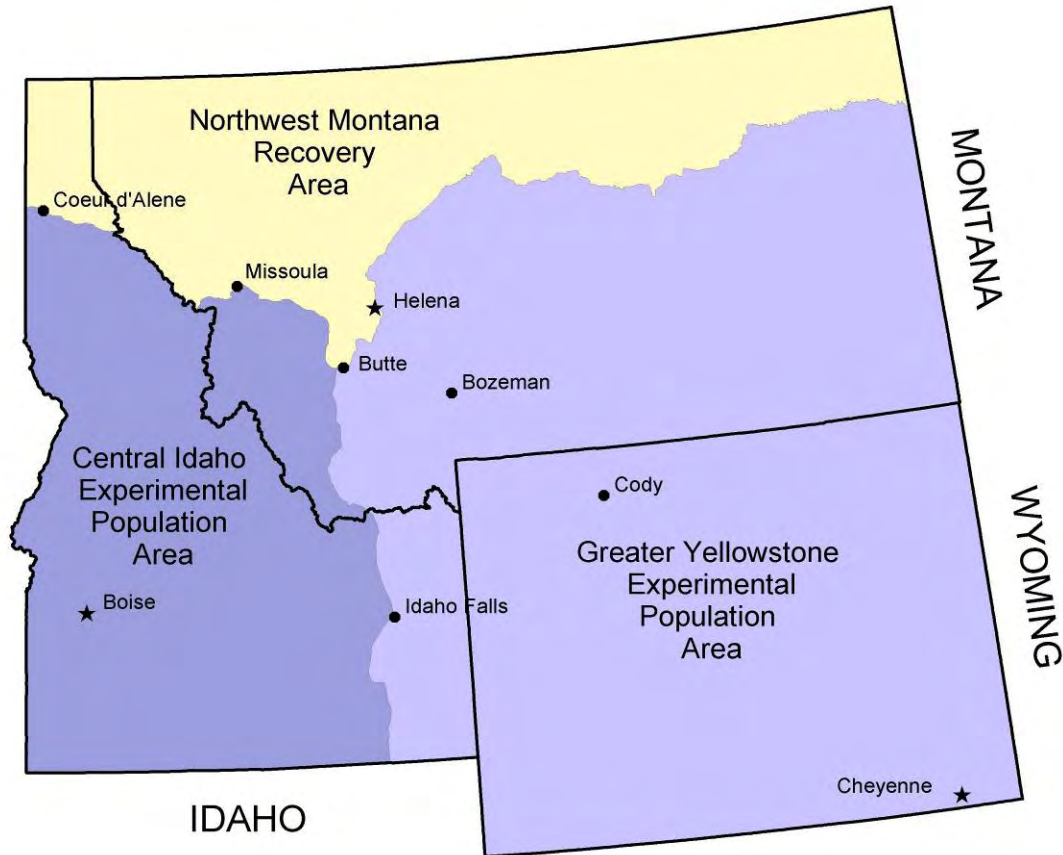 Northwest Montana
Recovery
Area
Coeur d'Alene
Missoula
Helena
Butte
Bozeman
MONTANA
Central Idaho
Experimental
Population
Area
Cody
Greater Yellowstone
Experimental
Population
Area
WYOMING
Boise
Idaho Falls
Cheyenne
IDAHO